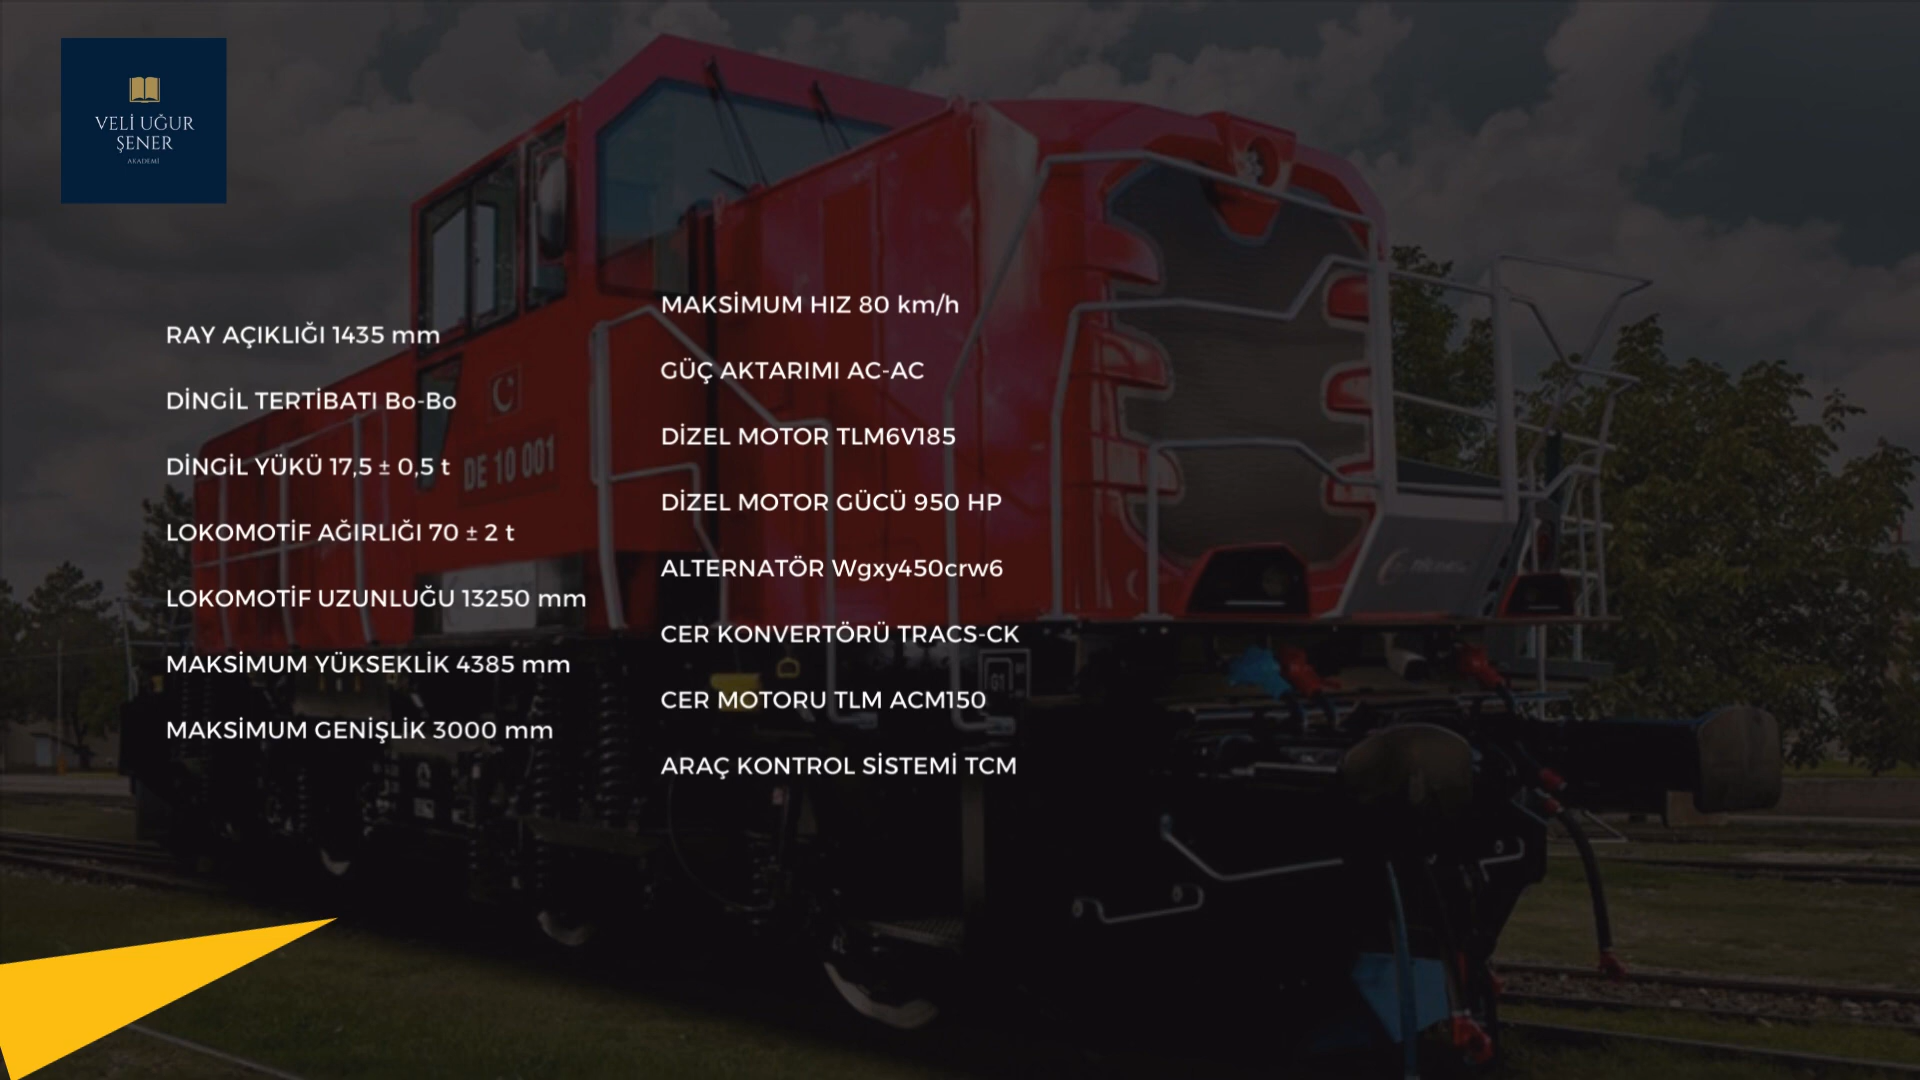 VELİ UĞUR
ŞENER
AKADEMİ
RAY AÇIKLIĞI 1435 mm
DİNGİL TERTİBATI Bo-Bo
DİNGİL YÜKÜ 17,5 ± 0,5 t
LOKOMOTİF AĞIRLIĞI 70 ± 2 t
LOKOMOTİF UZUNLUĞU 13250 mm
MAKSİMUM YÜKSEKLİK 4385 mm
MAKSİMUM GENİŞLİK 3000 mm
MAKSİMUM HIZ 80 km/h
GÜÇ AKTARIMI AC-AC
DİZEL MOTOR TLM6V185
DİZEL MOTOR GÜCÜ 950 HP
ALTERNATÖR Wgxy450crw6
CER KONVERTÖRÜ TRACS-CK
CER MOTORU TLM ACM150
ARAÇ KONTROL SİSTEMİ TCM
DE 10 001
G1